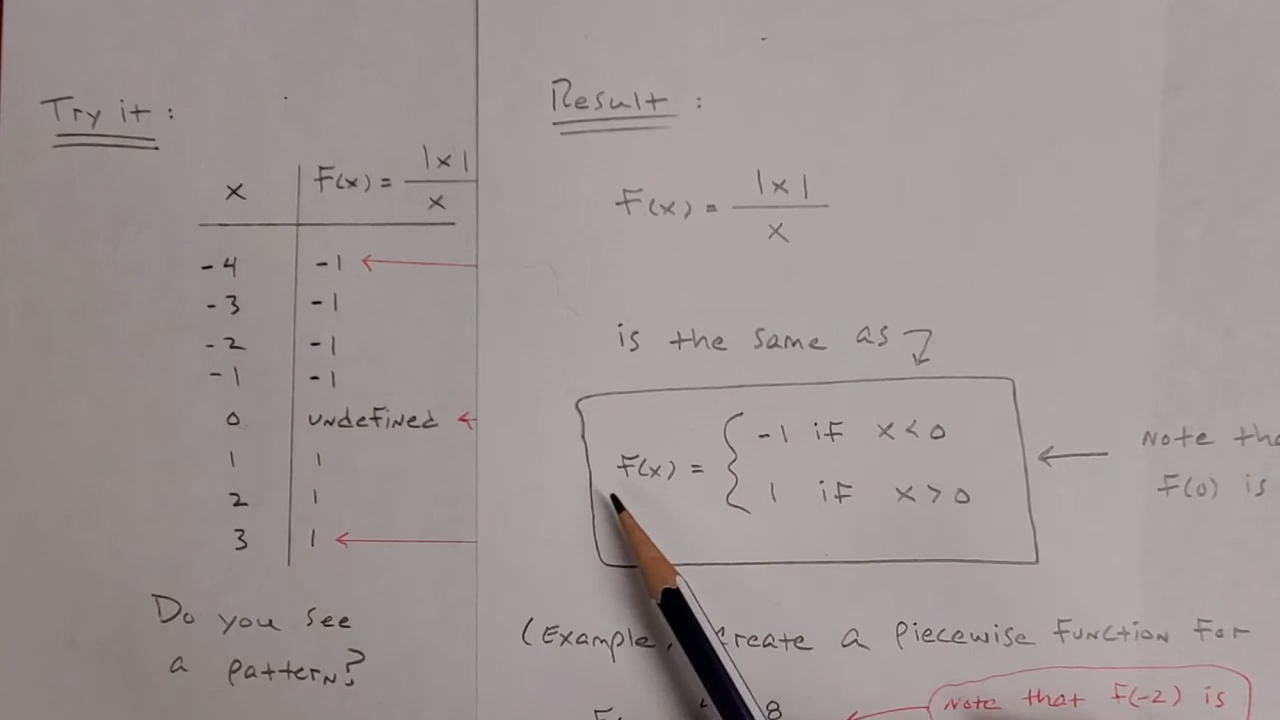 Try it:
x F(x) = |x| / x
-4 -1
-3 -1
-2 -1
-1 -1
0 undefined
1 1
2 1
3 1
Do you see
a pattern?
Result:
F(x) = |x| / x
is the same as
F(x) = { -1 if x < 0
1 if x > 0
Note
F(0) is
(Example, Create a Piecewise Function For
8
Note that F(-2) is